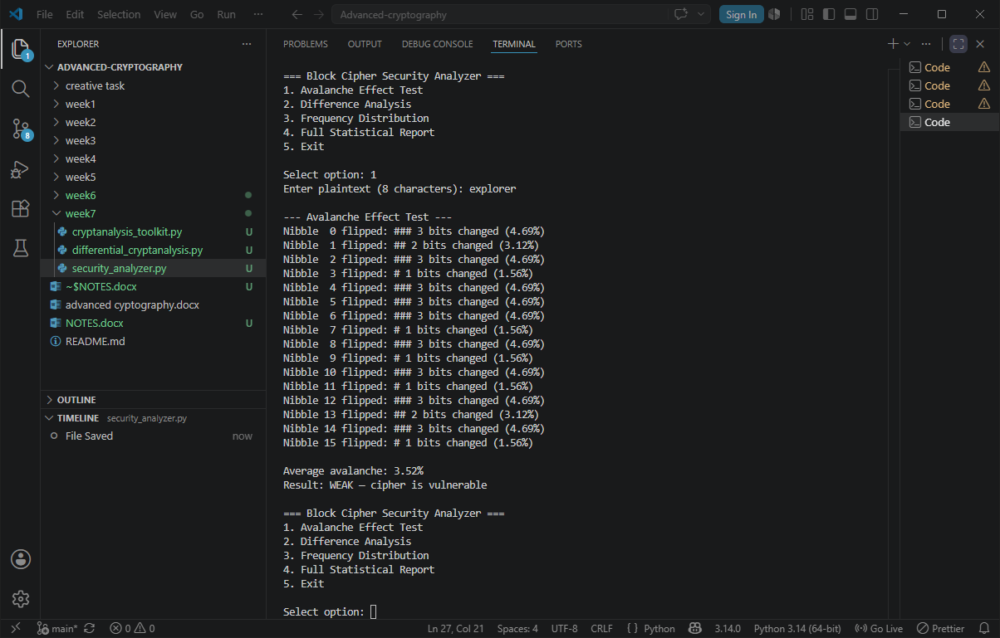 File Edit Selection View Go Run ··· Advanced-cryptography Sign In
EXPLORER ···
ADVANCED-CRYPTOGRAPHY
creative task
week1
week2
week3
week4
week5
week6
week7
cryptanalysis_toolkit.py U
differential_cryptanalysis.py U
security_analyzer.py U
~$NOTES.docx U
advanced cyptography.docx
NOTES.docx U
README.md
OUTLINE
TIMELINE security_analyzer.py
File Saved now
1
8
PROBLEMS OUTPUT DEBUG CONSOLE TERMINAL PORTS ···
=== Block Cipher Security Analyzer ===
1. Avalanche Effect Test
2. Difference Analysis
3. Frequency Distribution
4. Full Statistical Report
5. Exit
Select option: 1
Enter plaintext (8 characters): explorer
--- Avalanche Effect Test ---
Nibble  0 flipped: ### 3 bits changed (4.69%)
Nibble  1 flipped: ## 2 bits changed (3.12%)
Nibble  2 flipped: ### 3 bits changed (4.69%)
Nibble  3 flipped: # 1 bits changed (1.56%)
Nibble  4 flipped: ### 3 bits changed (4.69%)
Nibble  5 flipped: ### 3 bits changed (4.69%)
Nibble  6 flipped: ### 3 bits changed (4.69%)
Nibble  7 flipped: # 1 bits changed (1.56%)
Nibble  8 flipped: ### 3 bits changed (4.69%)
Nibble  9 flipped: # 1 bits changed (1.56%)
Nibble 10 flipped: ### 3 bits changed (4.69%)
Nibble 11 flipped: # 1 bits changed (1.56%)
Nibble 12 flipped: ### 3 bits changed (4.69%)
Nibble 13 flipped: ## 2 bits changed (3.12%)
Nibble 14 flipped: ### 3 bits changed (4.69%)
Nibble 15 flipped: # 1 bits changed (1.56%)
Average avalanche: 3.52%
Result: WEAK — cipher is vulnerable
=== Block Cipher Security Analyzer ===
1. Avalanche Effect Test
2. Difference Analysis
3. Frequency Distribution
4. Full Statistical Report
5. Exit
Select option:
Code
Code
Code
Code
main* 0 0 Ln 27, Col 21 Spaces: 4 UTF-8 CRLF { } Python 3.14.0 Python 3.14 (64-bit) Go Live Prettier